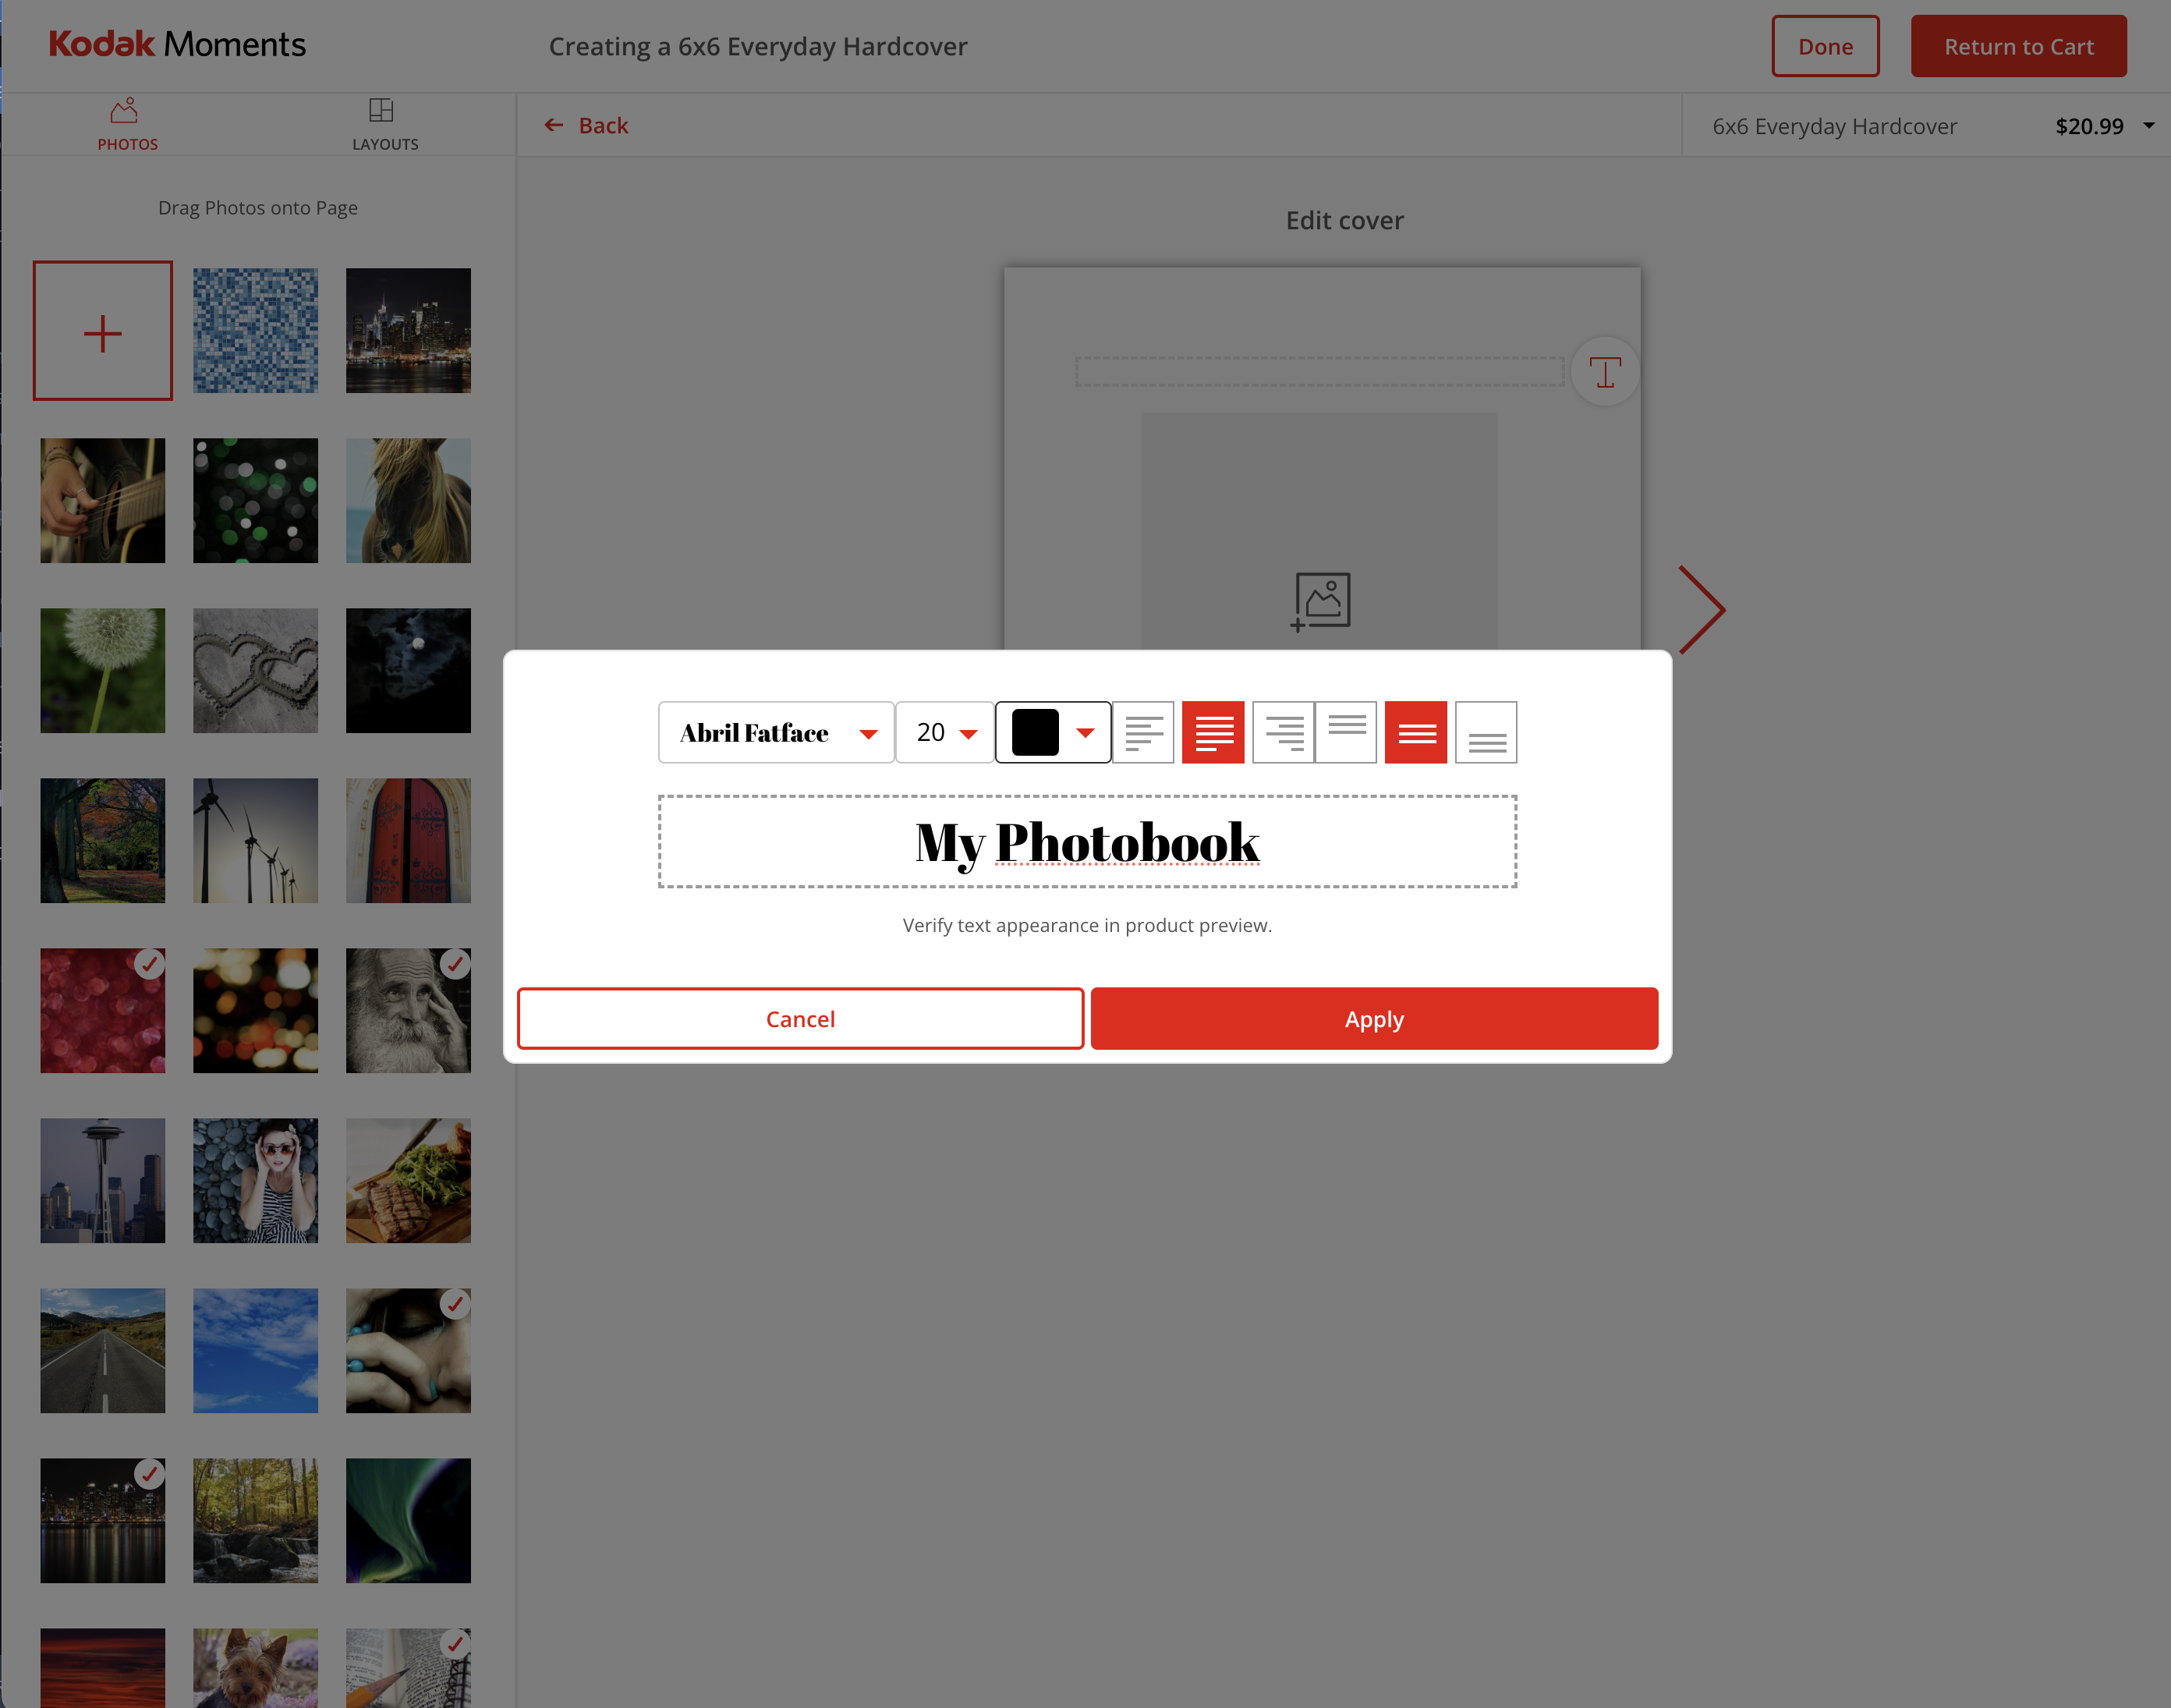 Kodak Moments
Creating a 6x6 Everyday Hardcover
Done
Return to Cart
PHOTOS
LAYOUTS
Back
6x6 Everyday Hardcover
$20.99
Drag Photos onto Page
Edit cover
T
Abril Fatface
20
My Photobook
Verify text appearance in product preview.
Cancel
Apply